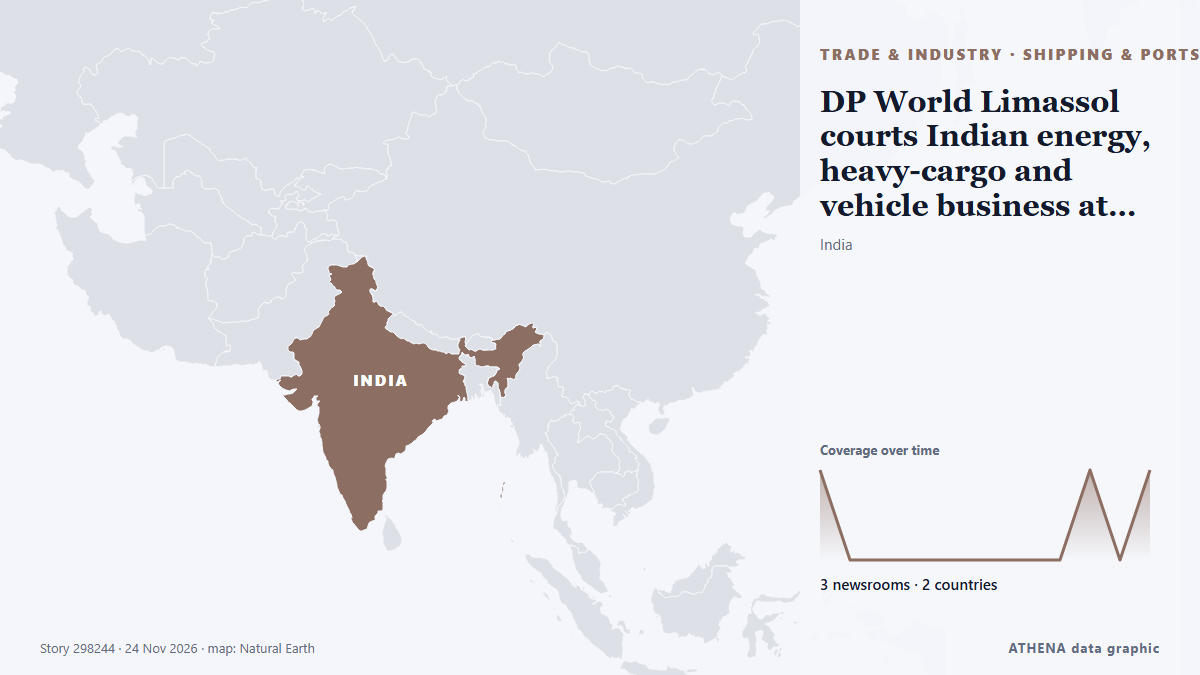 TRADE & INDUSTRY · SHIPPING & PORTS
DP World Limassol
courts Indian energy,
heavy-cargo and
vehicle business at...
India
INDIA
Coverage over time
3 newsrooms · 2 countries
Story 298244 · 24 Nov 2026 · map: Natural Earth
ATHENA data graphic